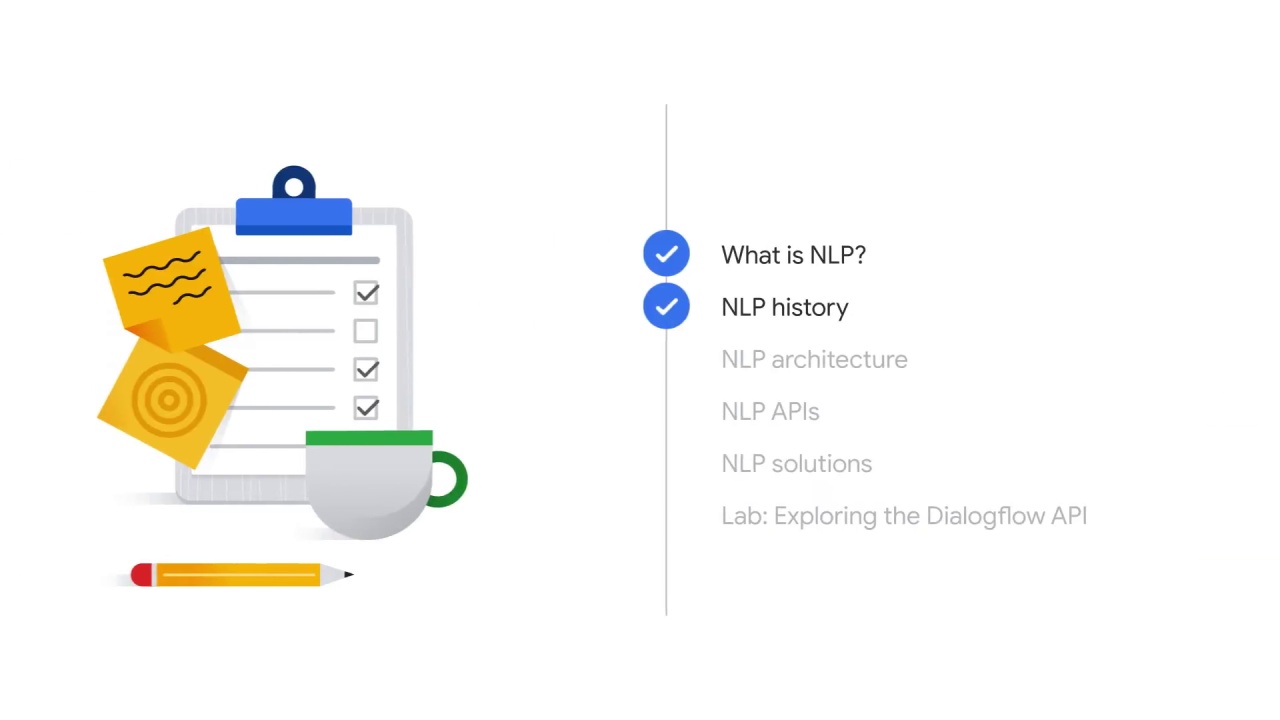 What is NLP?
NLP history
NLP architecture
NLP APIs
NLP solutions
Lab: Exploring the Dialogflow API